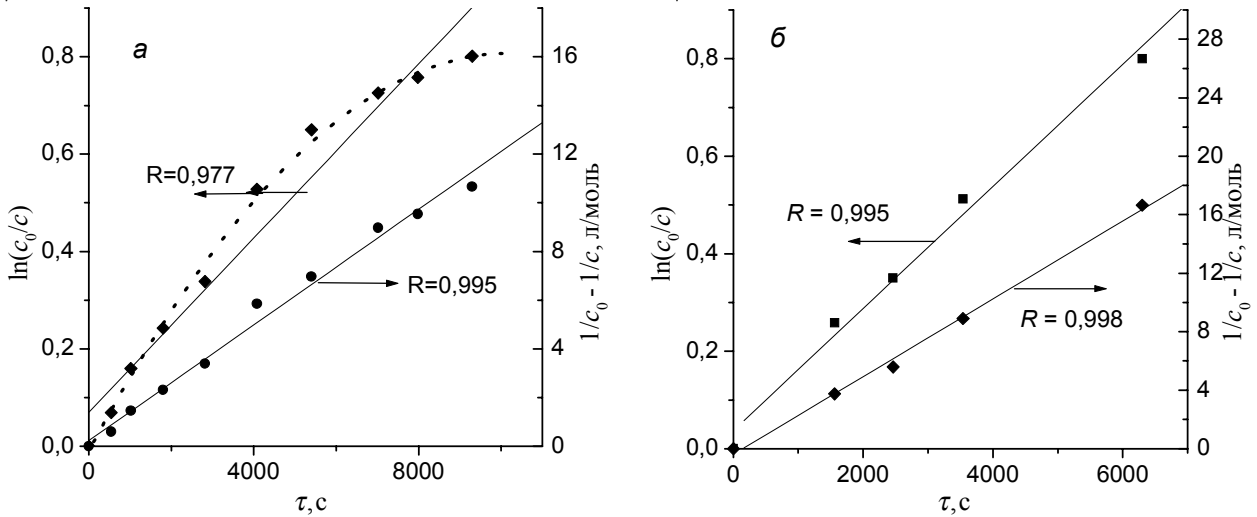 а
0,8
0,6
0,4
0,2
0,0
ln(c₀/c)
R=0,977
R=0,995
16
12
8
4
0
1/c₀ - 1/c, л/моль
0
4000
8000
τ, с
б
0,8
0,6
0,4
0,2
0,0
ln(c₀/c)
R = 0,995
R = 0,998
28
24
20
16
12
8
4
0
1/c₀ - 1/c, л/моль
0
2000
4000
6000
τ, с